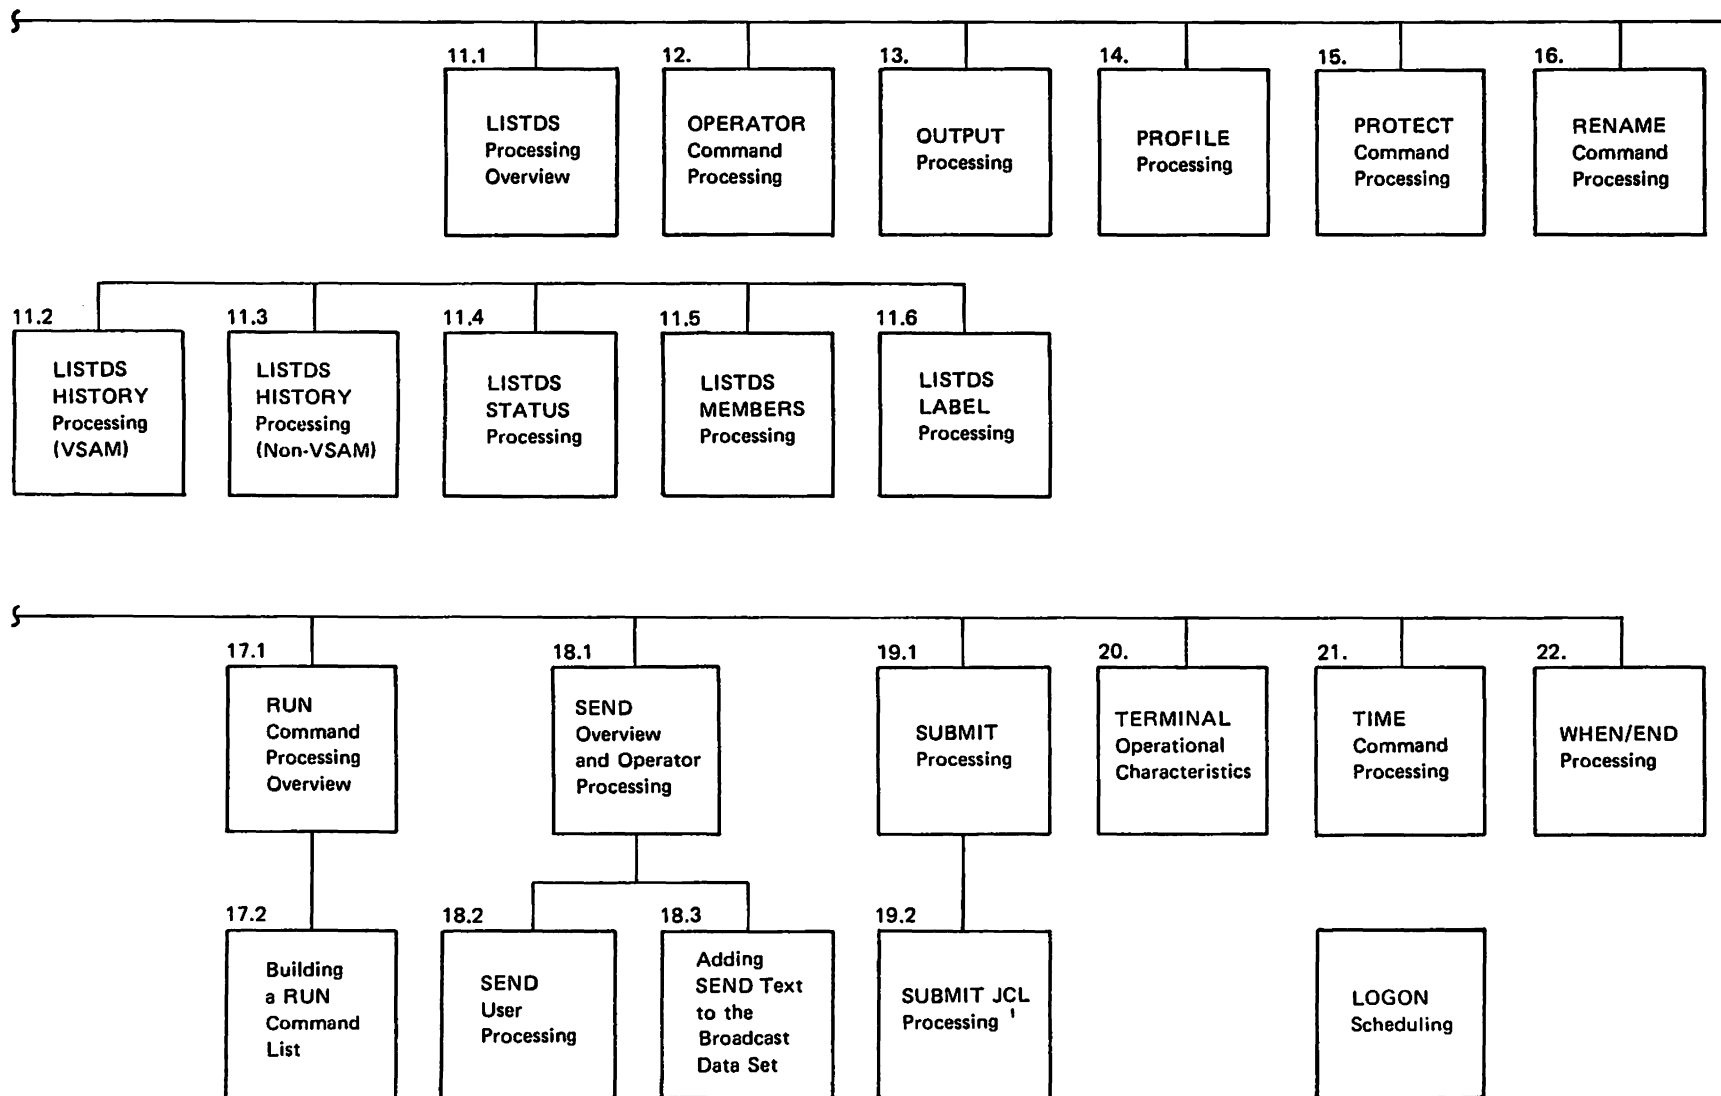 11.1
LISTDS
Processing
Overview
12.
OPERATOR
Command
Processing
13.
OUTPUT
Processing
14.
PROFILE
Processing
15.
PROTECT
Command
Processing
16.
RENAME
Command
Processing
11.2
LISTDS
HISTORY
Processing
(VSAM)
11.3
LISTDS
HISTORY
Processing
(Non-VSAM)
11.4
LISTDS
STATUS
Processing
11.5
LISTDS
MEMBERS
Processing
11.6
LISTDS
LABEL
Processing
17.1
RUN
Command
Processing
Overview
18.1
SEND
Overview
and Operator
Processing
19.1
SUBMIT
Processing
20.
TERMINAL
Operational
Characteristics
21.
TIME
Command
Processing
22.
WHEN/END
Processing
17.2
Building
a RUN
Command
List
18.2
SEND
User
Processing
18.3
Adding
SEND Text
to the
Broadcast
Data Set
19.2
SUBMIT JCL
Processing
LOGON
Scheduling